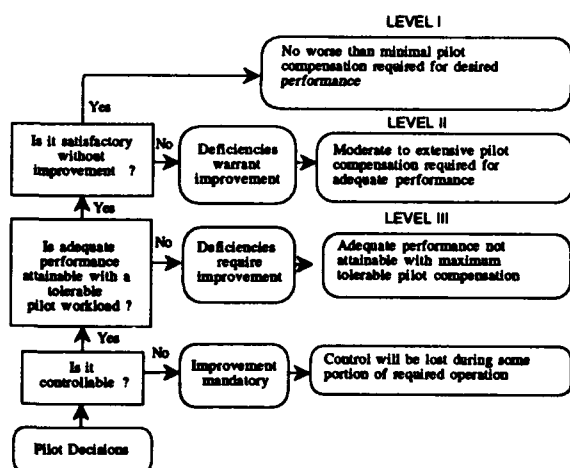 LEVEL I
No worse than minimal pilot
compensation required for desired
performance
Yes
LEVEL II
Is it satisfactory
without
improvement ?
No
Deficiencies
warrant
improvement
Moderate to extensive pilot
compensation required for
adequate performance
Yes
LEVEL III
Is adequate
performance
attainable with a
tolerable
pilot workload ?
No
Deficiencies
require
improvement
Adequate performance not
attainable with maximum
tolerable pilot compensation
Yes
Is it
controllable ?
No
Improvement
mandatory
Control will be lost during some
portion of required operation
Pilot Decisions